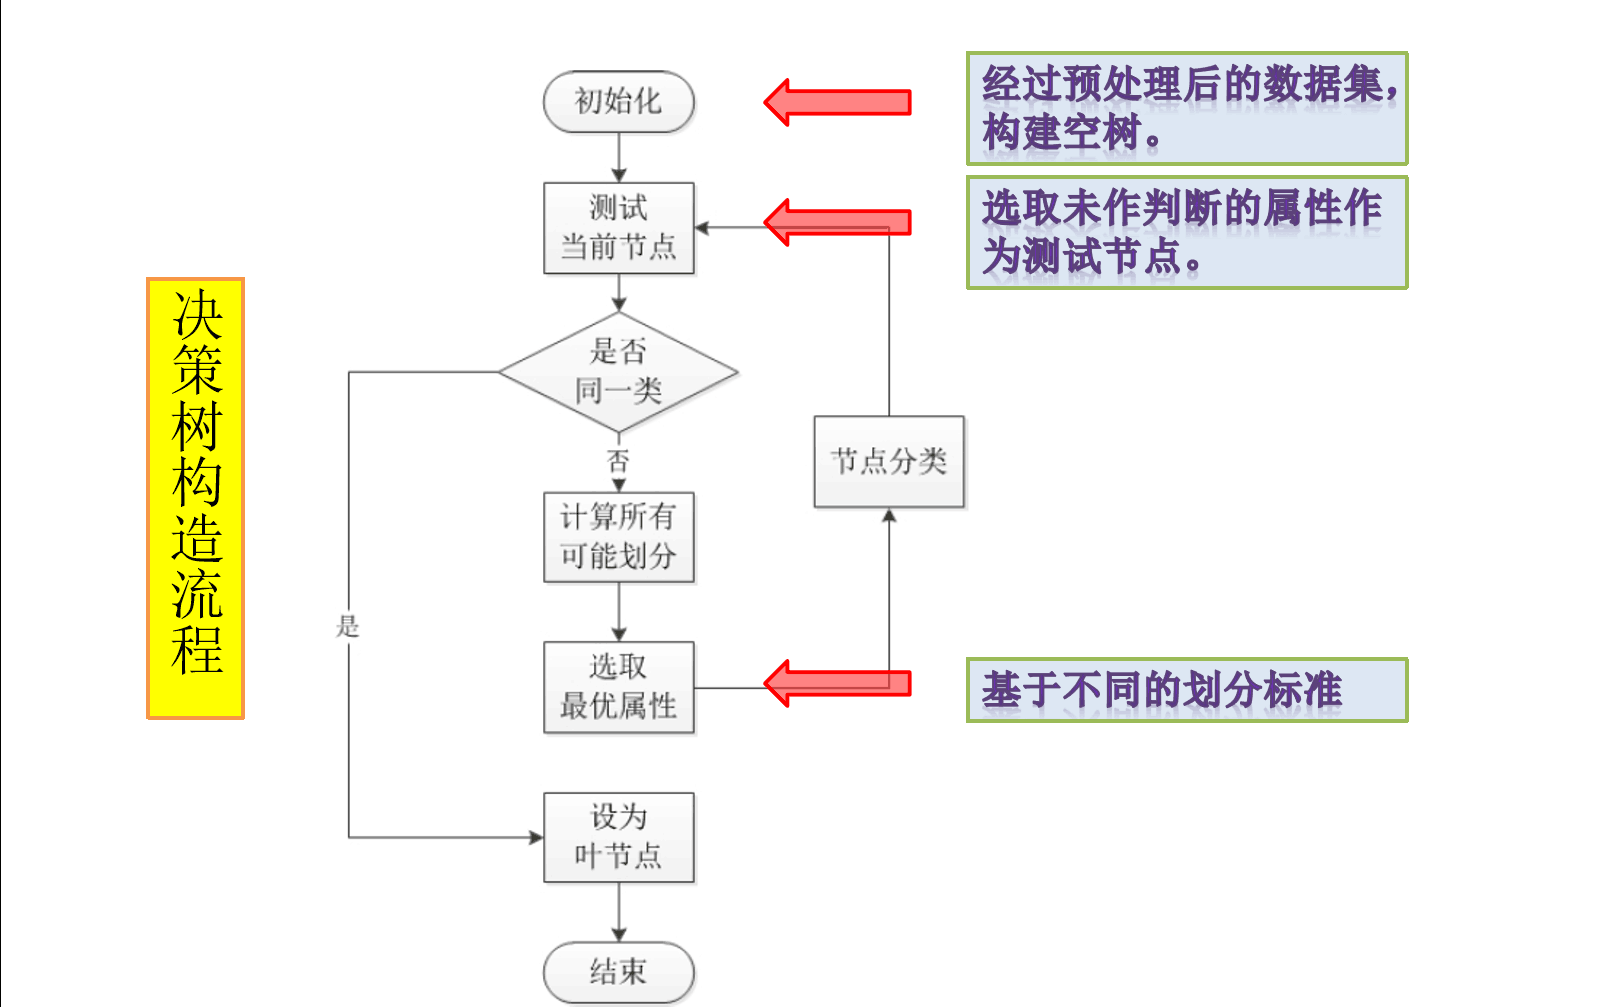 决策树构造流程
初始化
经过预处理后的数据集，
构建空树。
测试
当前节点
选取未作判断的属性作
为测试节点。
是否
同一类
否
节点分类
计算所有
可能划分
是
选取
最优属性
基于不同的划分标准
设为
叶节点
结束